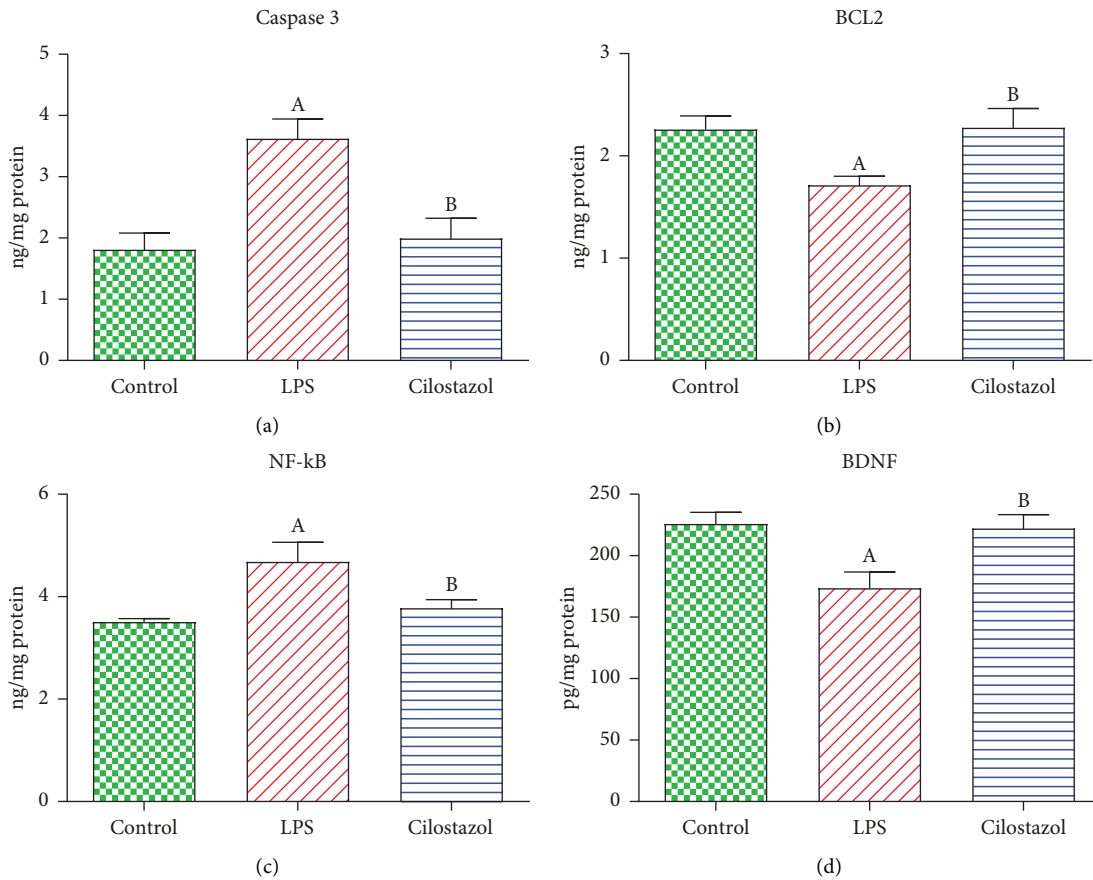 Caspase 3
5
4
3
2
1
0
ng/mg protein
A
B
Control LPS Cilostazol
(a)
BCL2
3
2
1
0
ng/mg protein
A
B
Control LPS Cilostazol
(b)
NF-kB
6
4
2
0
ng/mg protein
A
B
Control LPS Cilostazol
(c)
BDNF
250
200
150
100
50
0
pg/mg protein
A
B
Control LPS Cilostazol
(d)